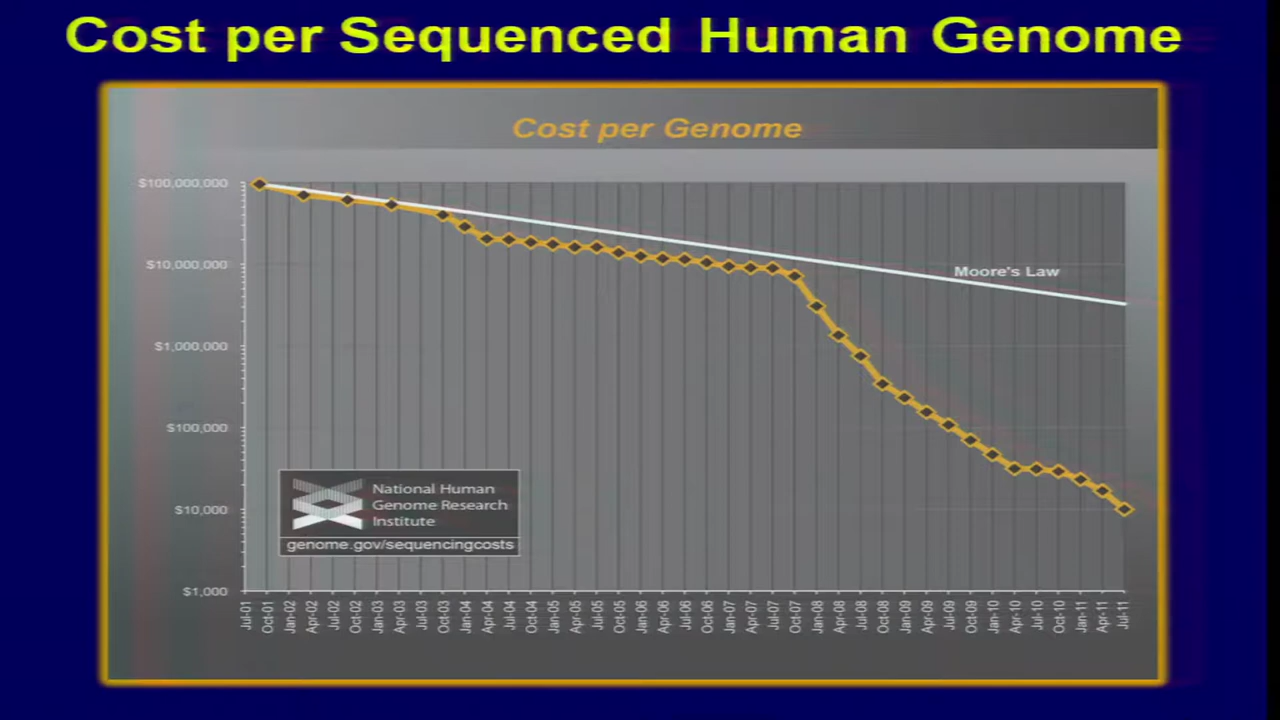 Cost per Sequenced Human Genome
Cost per Genome
$100,000,000
$10,000,000
$1,000,000
$100,000
$10,000
$1,000
Moore's Law
National Human
Genome Research
Institute
genome.gov/sequencingcosts
Jul-01
Oct-01
Jan-02
Apr-02
Jul-02
Oct-02
Jan-03
Apr-03
Jul-03
Oct-03
Jan-04
Apr-04
Jul-04
Oct-04
Jan-05
Apr-05
Jul-05
Oct-05
Jan-06
Apr-06
Jul-06
Oct-06
Jan-07
Apr-07
Jul-07
Oct-07
Jan-08
Apr-08
Jul-08
Oct-08
Jan-09
Apr-09
Jul-09
Oct-09
Jan-10
Apr-10
Jul-10
Oct-10
Jan-11
Apr-11
Jul-11